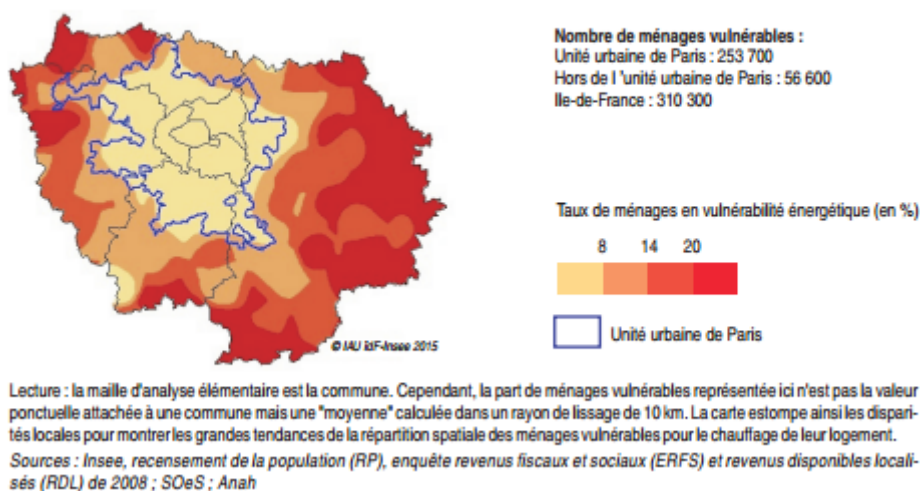 Nombre de ménages vulnérables :
Unité urbaine de Paris : 253 700
Hors de l 'unité urbaine de Paris : 56 600
Ile-de-France : 310 300
Taux de ménages en vulnérabilité énergétique (en %)
8 14 20
Unité urbaine de Paris
© IAU îdF-Insee 2015
Lecture : la maille d'analyse élémentaire est la commune. Cependant, la part de ménages vulnérables représentée ici n'est pas la valeur
ponctuelle attachée à une commune mais une "moyenne" calculée dans un rayon de lissage de 10 km. La carte estompe ainsi les dispari-
tés locales pour montrer les grandes tendances de la répartition spatiale des ménages vulnérables pour le chauffage de leur logement.
Sources : Insee, recensement de la population (RP), enquête revenus fiscaux et sociaux (ERFS) et revenus disponibles locali-
sés (RDL) de 2008 ; SOeS ; Anah